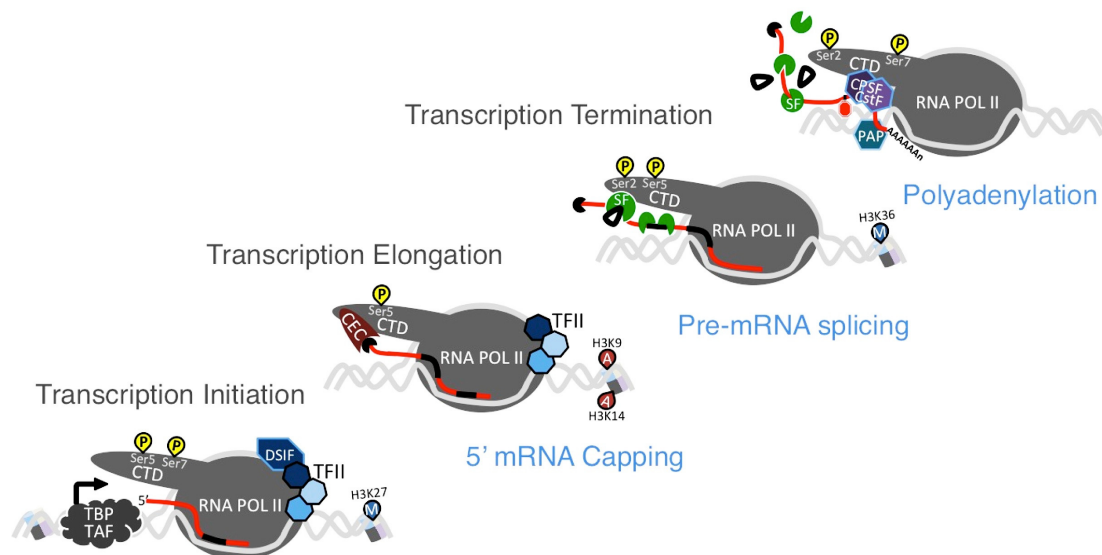 P
P
Ser2
Ser7
CTD
CPSF
CstF
RNA POL II
SF
PAP
AAAAAAn
Transcription Termination
Polyadenylation
P
P
Ser2
Ser5
SF
CTD
RNA POL II
H3K36
M
Transcription Elongation
Pre-mRNA splicing
P
Ser5
CTD
CEC
TFII
RNA POL II
H3K9
A
A
H3K14
Transcription Initiation
5’ mRNA Capping
P
P
Ser5
Ser7
CTD
DSIF
TFII
5’
RNA POL II
H3K27
M
TBP
TAF